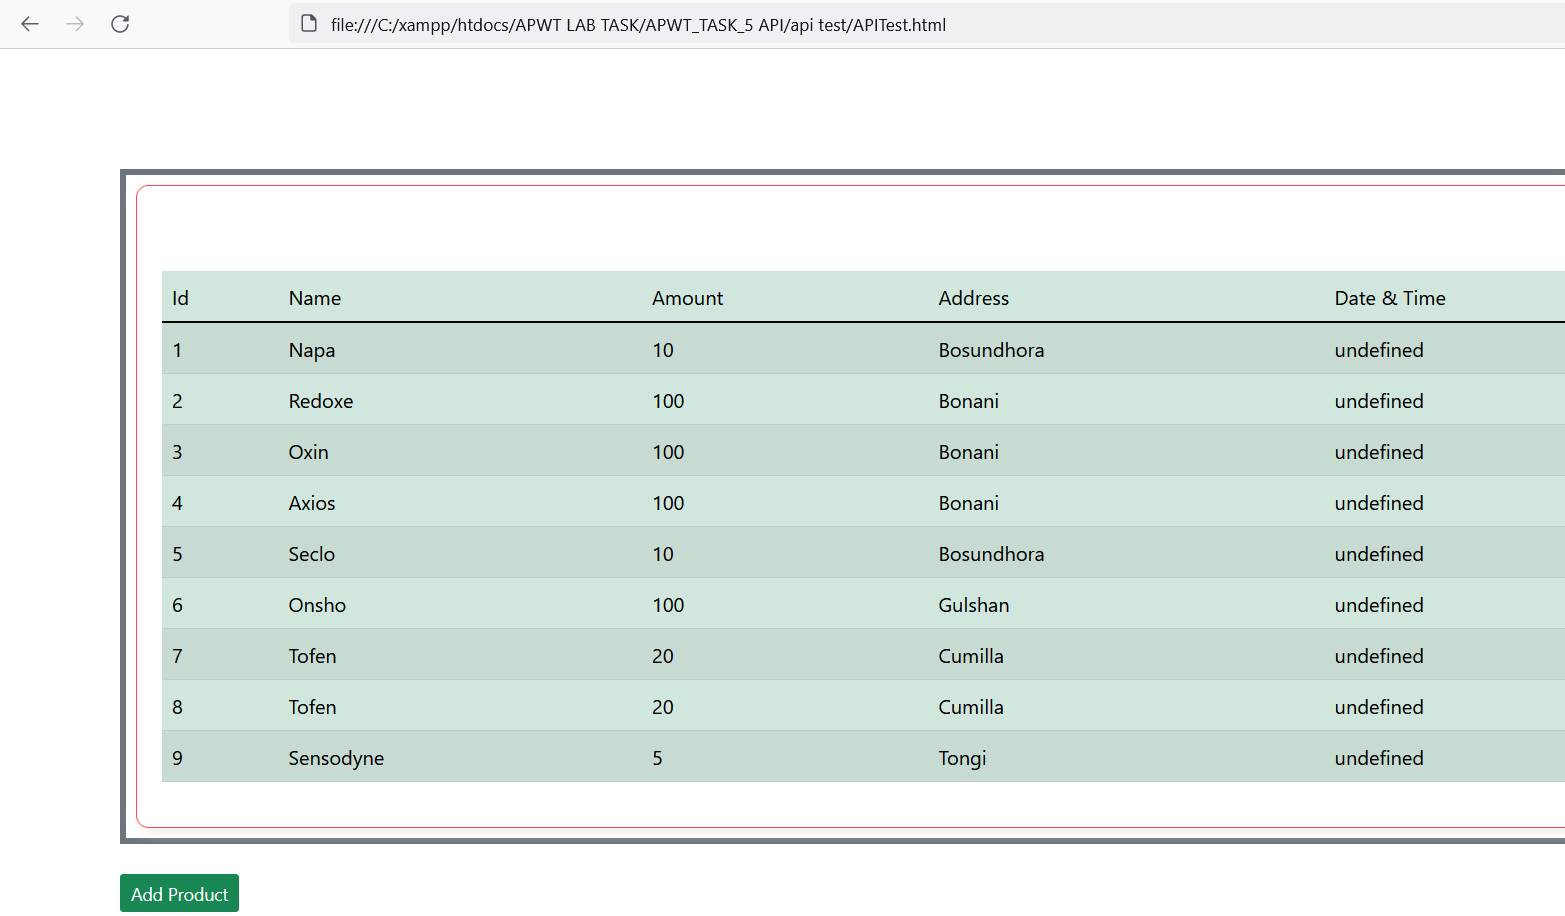 file:///C:/xampp/htdocs/APWT LAB TASK/APWT_TASK_5 API/api test/APITest.html
Id Name Amount Address Date & Time
1 Napa 10 Bosundhora undefined
2 Redoxe 100 Bonani undefined
3 Oxin 100 Bonani undefined
4 Axios 100 Bonani undefined
5 Seclo 10 Bosundhora undefined
6 Onsho 100 Gulshan undefined
7 Tofen 20 Cumilla undefined
8 Tofen 20 Cumilla undefined
9 Sensodyne 5 Tongi undefined
Add Product